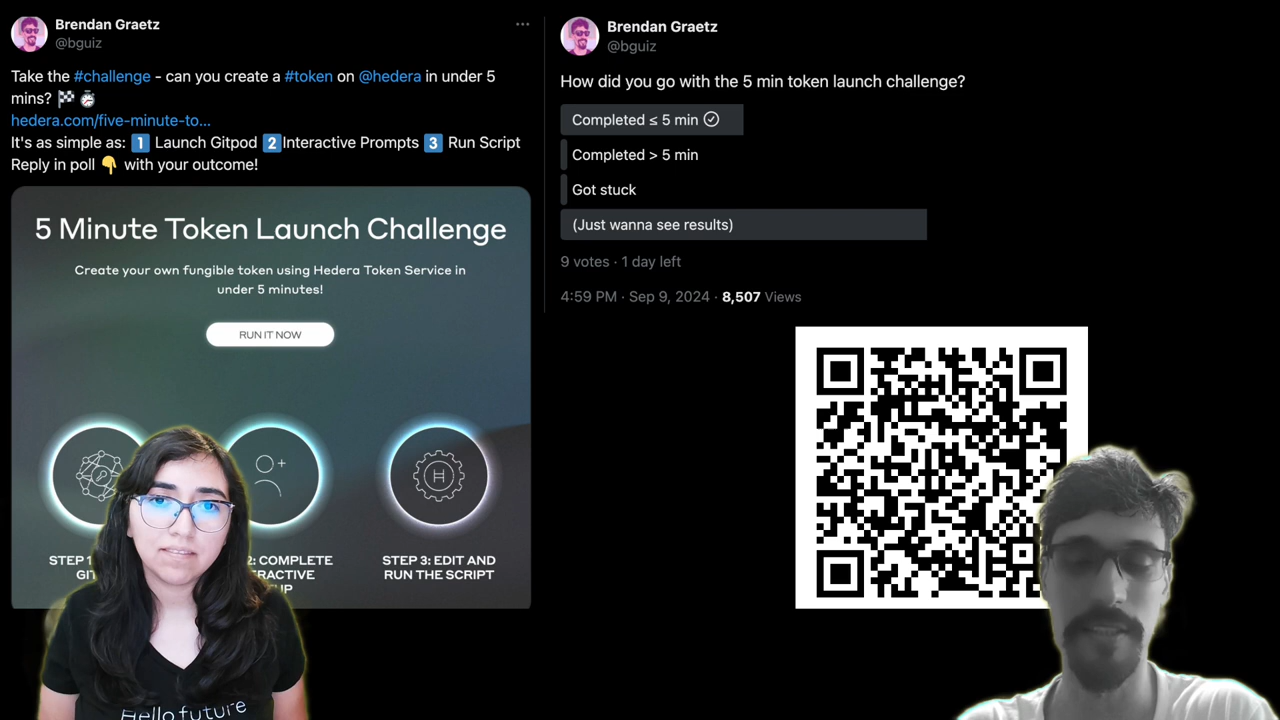 Brendan Graetz
@bguiz
Take the #challenge - can you create a #token on @hedera in under 5
mins? 🏁 ⏱️
hedera.com/five-minute-to...
It's as simple as: 1️⃣ Launch Gitpod 2️⃣Interactive Prompts 3️⃣ Run Script
Reply in poll 👇 with your outcome!
5 Minute Token Launch Challenge
Create your own fungible token using Hedera Token Service in
under 5 minutes!
RUN IT NOW
STEP 1
GIT
2: COMPLETE
STEP 3: EDIT AND
RUN THE SCRIPT
Hello future
Brendan Graetz
@bguiz
How did you go with the 5 min token launch challenge?
Completed ≤ 5 min
Completed > 5 min
Got stuck
(Just wanna see results)
9 votes · 1 day left
4:59 PM · Sep 9, 2024 · 8,507 Views